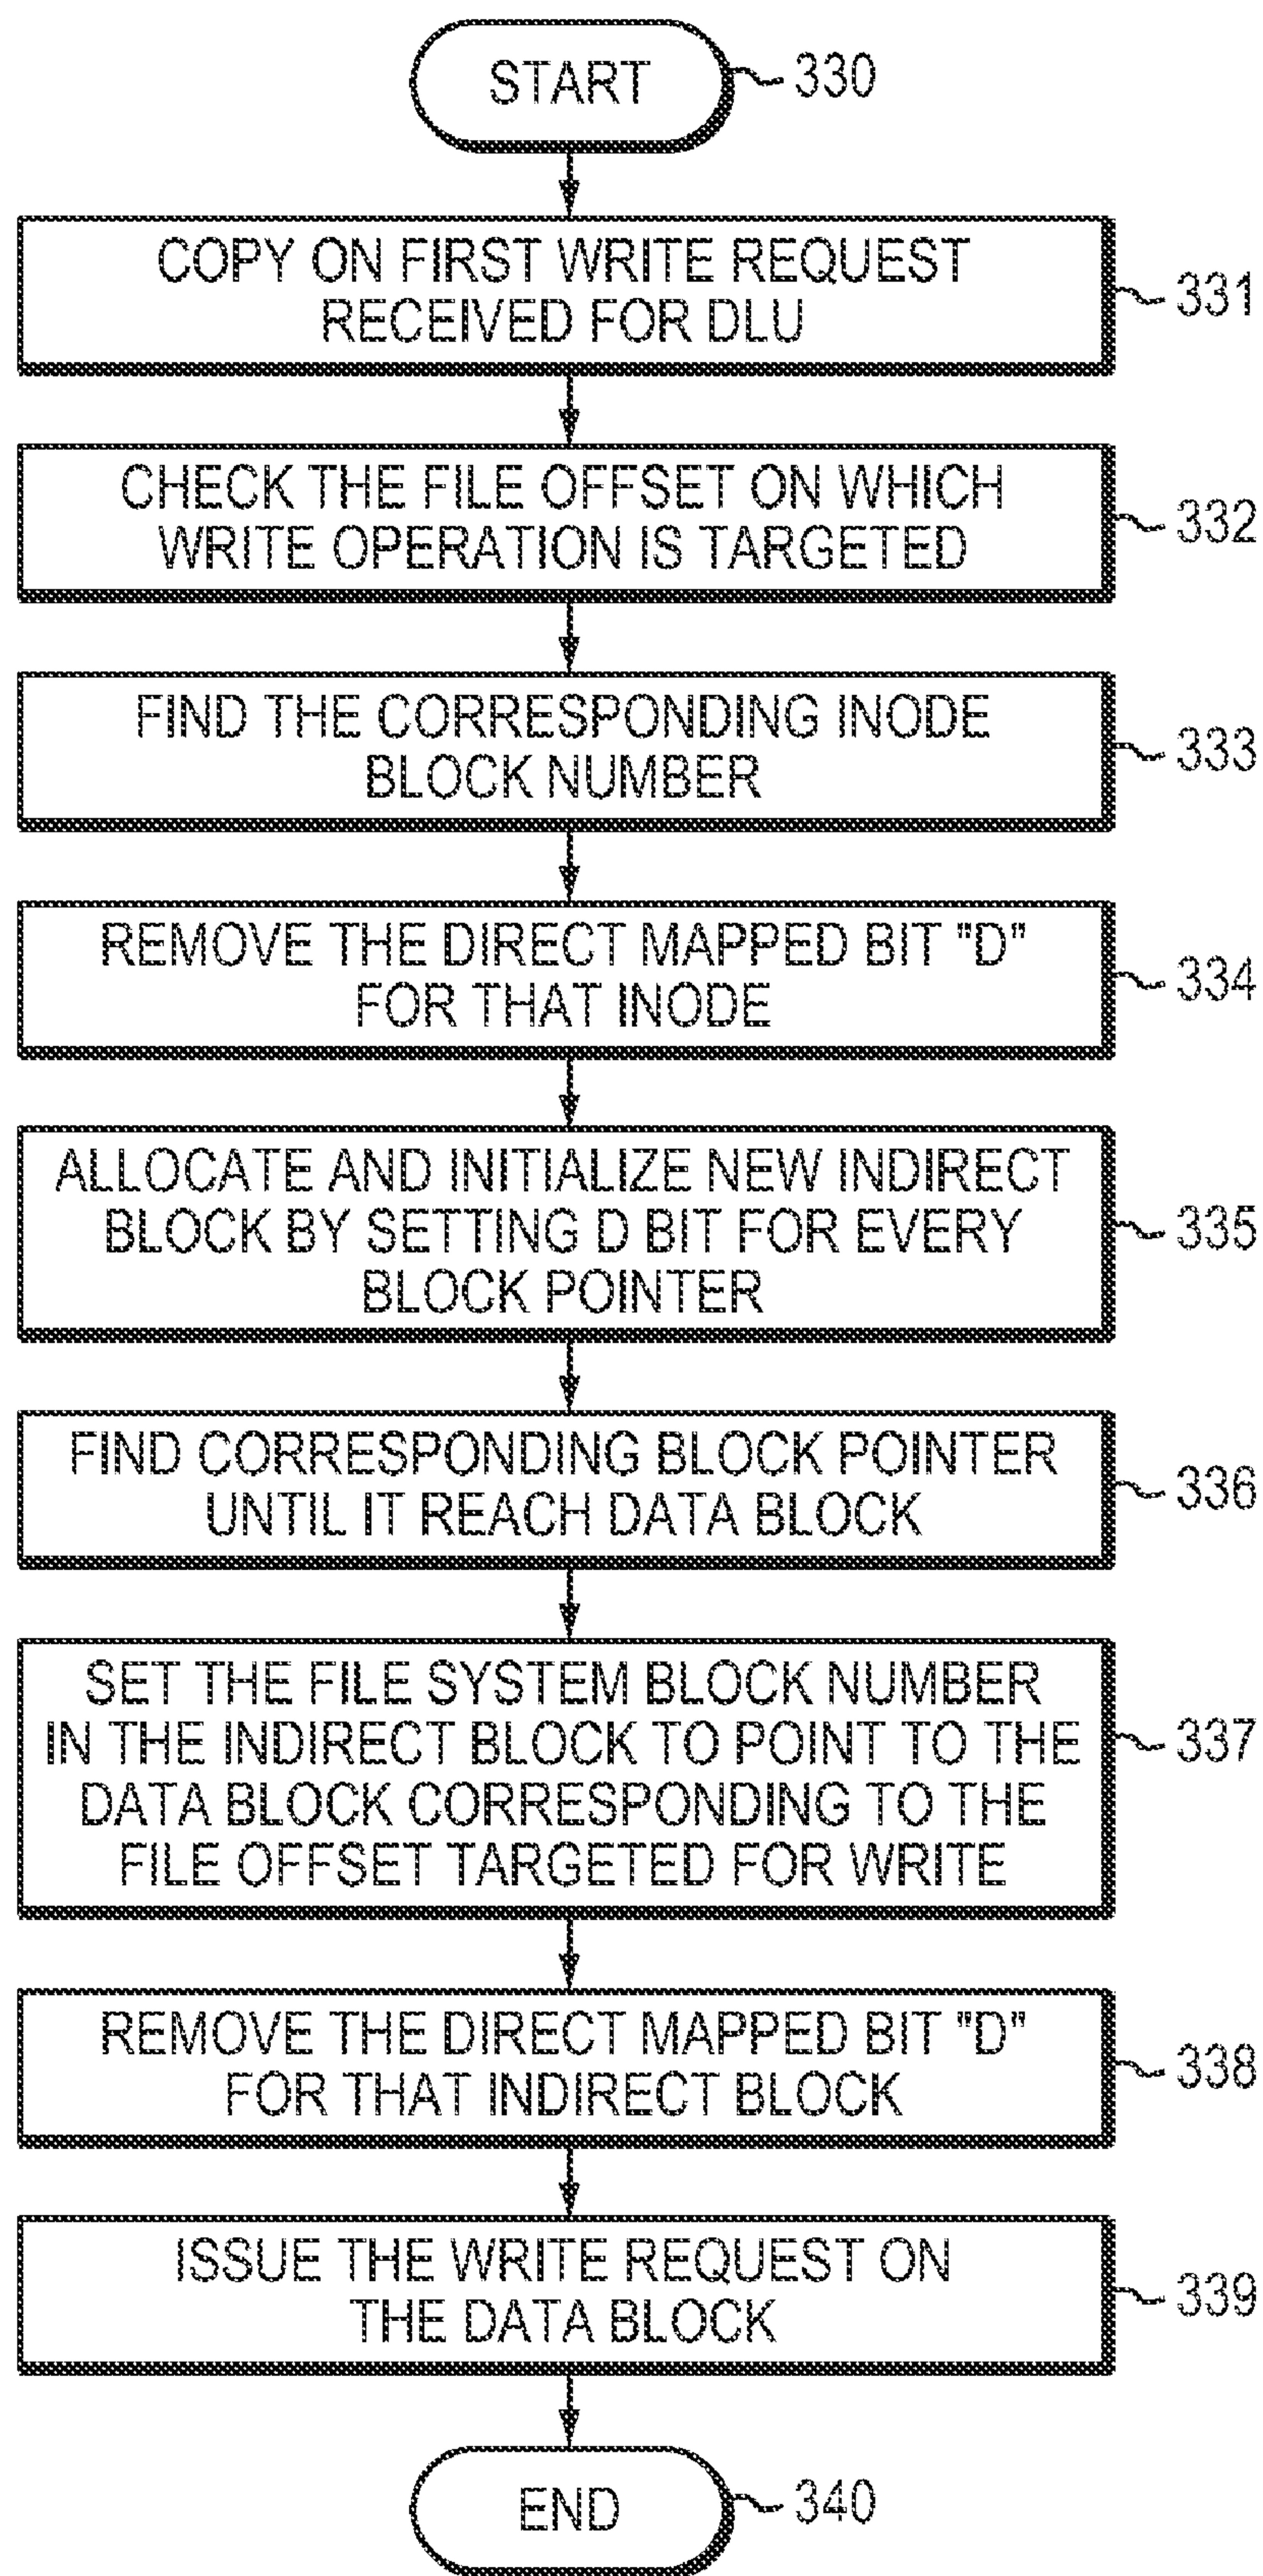 START
330
COPY ON FIRST WRITE REQUEST
RECEIVED FOR DLU
331
CHECK THE FILE OFFSET ON WHICH
WRITE OPERATION IS TARGETED
332
FIND THE CORRESPONDING INODE
BLOCK NUMBER
333
REMOVE THE DIRECT MAPPED BIT "D"
FOR THAT INODE
334
ALLOCATE AND INITIALIZE NEW INDIRECT
BLOCK BY SETTING D BIT FOR EVERY
BLOCK POINTER
335
FIND CORRESPONDING BLOCK POINTER
UNTIL IT REACH DATA BLOCK
336
SET THE FILE SYSTEM BLOCK NUMBER
IN THE INDIRECT BLOCK TO POINT TO THE
DATA BLOCK CORRESPONDING TO THE
FILE OFFSET TARGETED FOR WRITE
337
REMOVE THE DIRECT MAPPED BIT "D"
FOR THAT INDIRECT BLOCK
338
ISSUE THE WRITE REQUEST ON
THE DATA BLOCK
339
END
340